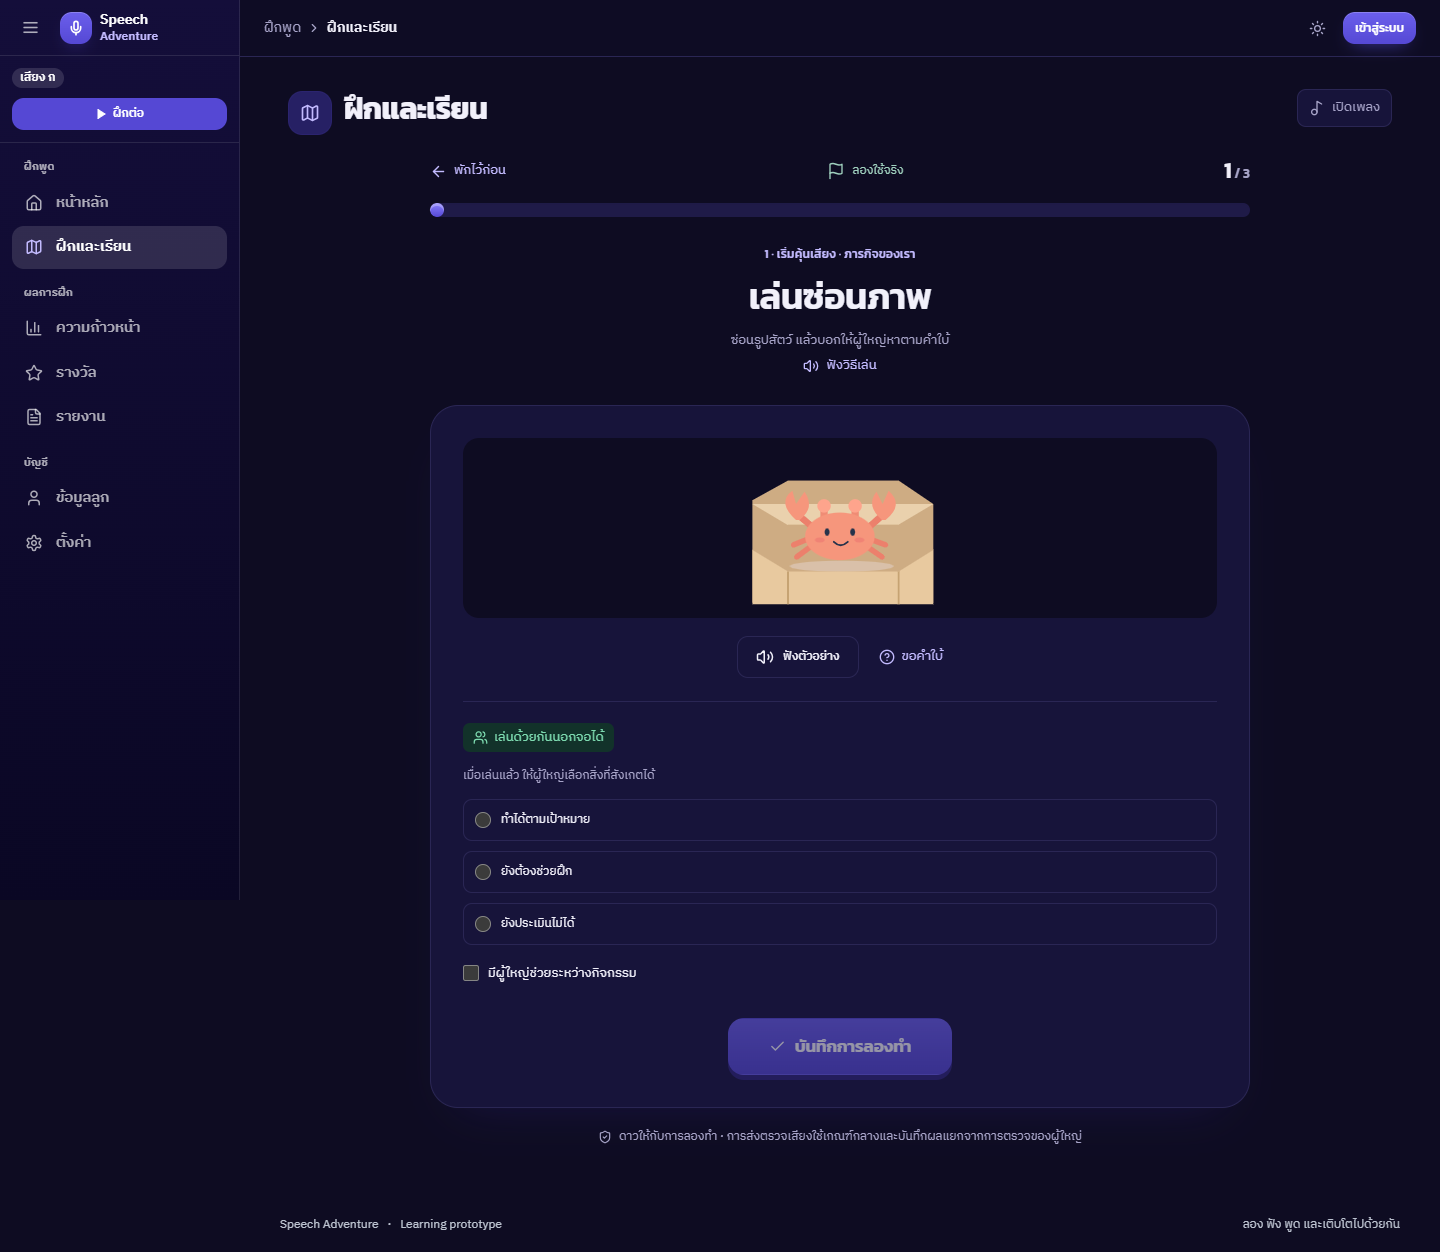 Speech
Adventure
เสียง ก
ฝึกต่อ
ฝึกพูด
หน้าหลัก
ฝึกและเรียน
ผลการฝึก
ความก้าวหน้า
รางวัล
รายงาน
บัญชี
ข้อมูลลูก
ตั้งค่า
ฝึกพูด
ฝึกและเรียน
เข้าสู่ระบบ
ฝึกและเรียน
เปิดเพลง
พักไว้ก่อน
ลองใช้จริง
1 / 3
1 · เริ่มคุ้นเสียง · ภารกิจของเรา
เล่นซ่อนภาพ
ซ่อนรูปสัตว์ แล้วบอกให้ผู้ใหญ่หาตามคำใบ้
ฟังวิธีเล่น
ฟังตัวอย่าง
ขอคำใบ้
เล่นด้วยกันนอกจอได้
เมื่อเล่นแล้ว ให้ผู้ใหญ่เลือกสิ่งที่สังเกตได้
ทำได้ตามเป้าหมาย
ยังต้องช่วยฝึก
ยังประเมินไม่ได้
มีผู้ใหญ่ช่วยระหว่างกิจกรรม
บันทึกการลองทำ
ดาวให้กับการลองทำ · การส่งตรวจเสียงใช้เกณฑ์กลางและบันทึกผลแยกจากการตรวจของผู้ใหญ่
Speech Adventure · Learning prototype
ลอง ฟัง พูด และเติบโตไปด้วยกัน